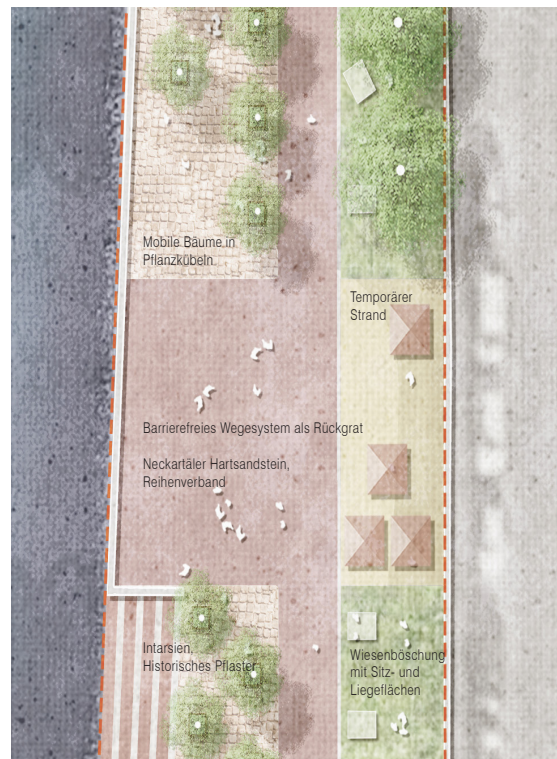 Mobile Bäume in
Pflanzkübeln.
Temporärer
Strand
Barrierefreies Wegesystem als Rückgrat
Neckartäler Hartsandstein,
Reihenverband
Intarsien.
Historisches Pflaster
Wiesenböschung
mit Sitz- und
Liegeflächen